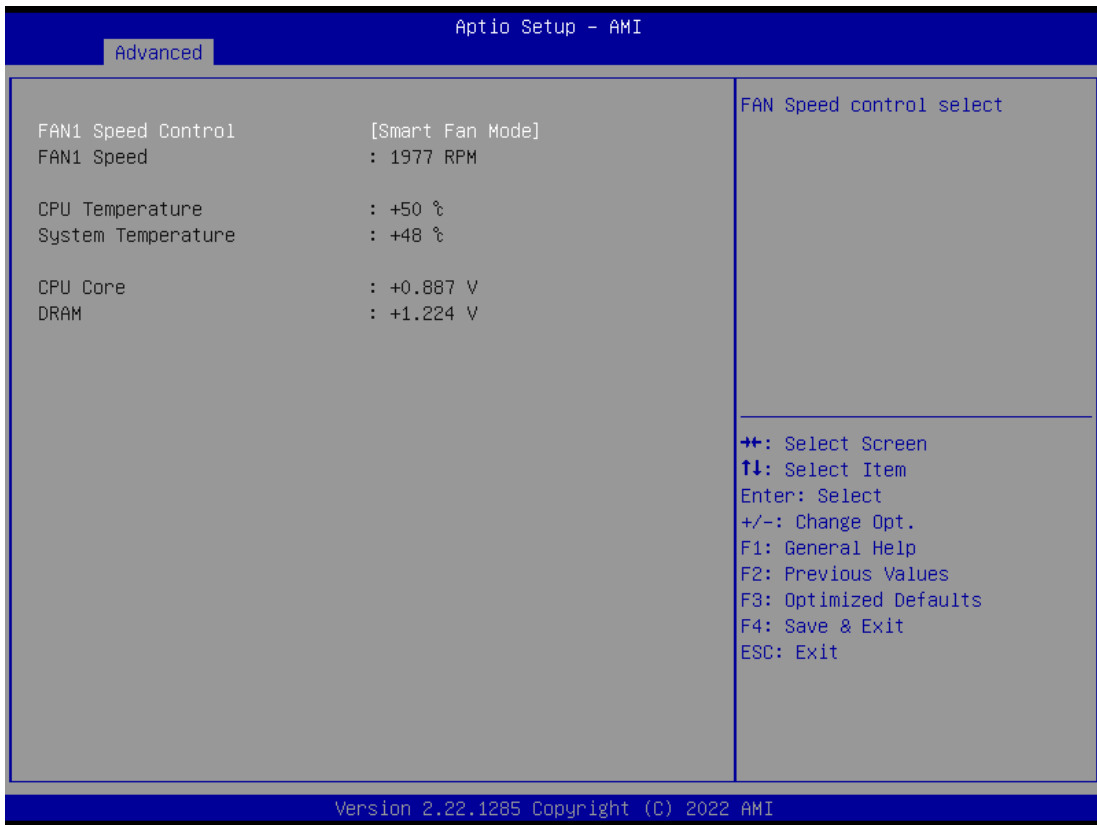 Aptio Setup – AMI
Advanced
FAN1 Speed Control [Smart Fan Mode]
FAN1 Speed : 1977 RPM
CPU Temperature : +50 ℃
System Temperature : +48 ℃
CPU Core : +0.887 V
DRAM : +1.224 V
FAN Speed control select
→←: Select Screen
↑↓: Select Item
Enter: Select
+/-: Change Opt.
F1: General Help
F2: Previous Values
F3: Optimized Defaults
F4: Save & Exit
ESC: Exit
Version 2.22.1285 Copyright (C) 2022 AMI